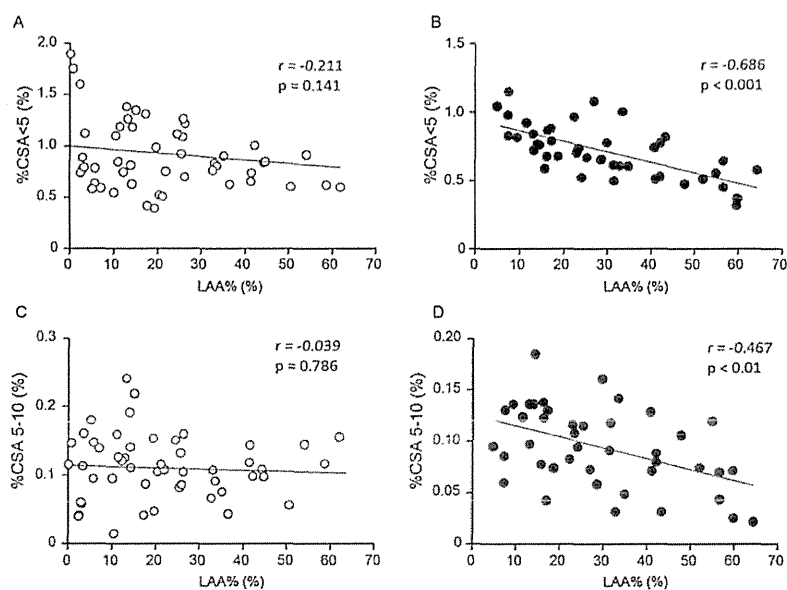 A
2.0
1.5
1.0
0.5
0
%CSA<5 (%)
r = -0.211
p = 0.141
0 10 20 30 40 50 60 70
LAA% (%)
B
1.5
1.0
0.5
0
%CSA<5 (%)
r = -0.686
p < 0.001
0 10 20 30 40 50 60 70
LAA% (%)
C
0.3
0.2
0.1
0
%CSA 5-10 (%)
r = -0.039
p = 0.786
0 10 20 30 40 50 60 70
LAA% (%)
D
0.20
0.15
0.10
0.05
0
%CSA 5-10 (%)
r = -0.467
p < 0.01
0 10 20 30 40 50 60 70
LAA% (%)